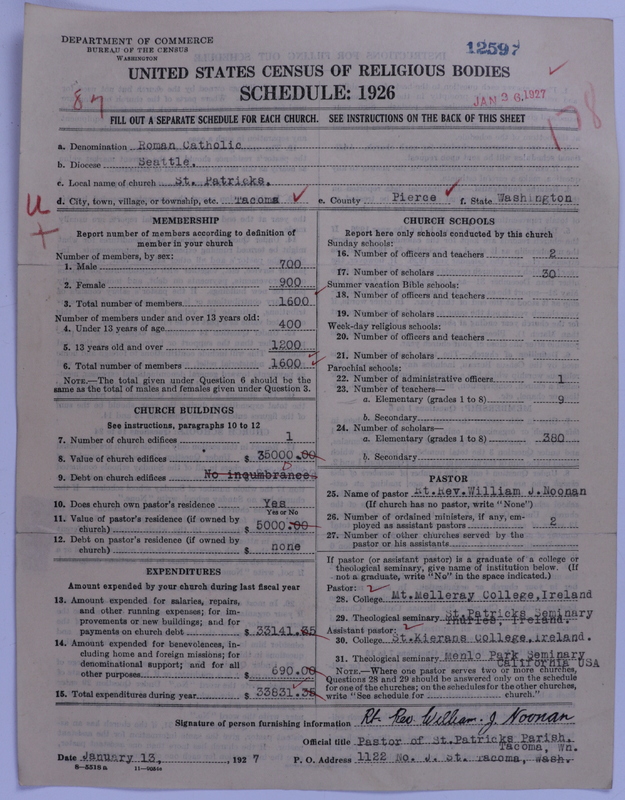 DEPARTMENT OF COMMERCE
BUREAU OF THE CENSUS
WASHINGTON
12597
UNITED STATES CENSUS OF RELIGIOUS BODIES
SCHEDULE: 1926
87
JAN 26 1927
178
FILL OUT A SEPARATE SCHEDULE FOR EACH CHURCH. SEE INSTRUCTIONS ON THE BACK OF THIS SHEET
a. Denomination Roman Catholic
b. Diocese Seattle.
c. Local name of church St. Patricks.
d. City, town, village, or township, etc. Tacoma e. County Pierce f. State Washington
MEMBERSHIP
Report number of members according to definition of
member in your church
Number of members, by sex:
1. Male 700
2. Female 900
3. Total number of members 1600
Number of members under and over 13 years old:
4. Under 13 years of age 400
5. 13 years old and over 1200
6. Total number of members 1600
NOTE.—The total given under Question 6 should be the
same as the total of males and females given under Question 3.
CHURCH BUILDINGS
See instructions, paragraphs 10 to 12
7. Number of church edifices 1
8. Value of church edifices $ 35000.00
9. Debt on church edifices No inqumbrances
10. Does church own pastor's residence Yes
Yes or No
11. Value of pastor's residence (if owned by
church) $ 5000.00
12. Debt on pastor's residence (if owned by
church) $ none
EXPENDITURES
Amount expended by your church during last fiscal year
13. Amount expended for salaries, repairs,
and other running expenses; for im-
provements or new buildings; and for
payments on church debt $ 33141.35
14. Amount expended for benevolences, in-
cluding home and foreign missions; for
denominational support; and for all
other purposes $ 690.00
15. Total expenditures during year $ 33831.35
CHURCH SCHOOLS
Report here only schools conducted by this church
Sunday schools:
16. Number of officers and teachers 2
17. Number of scholars 30
Summer vacation Bible schools:
18. Number of officers and teachers
19. Number of scholars
Week-day religious schools:
20. Number of officers and teachers
21. Number of scholars
Parochial schools:
22. Number of administrative officers 1
23. Number of teachers—
a. Elementary (grades 1 to 8) 9
b. Secondary
24. Number of scholars—
a. Elementary (grades 1 to 8) 380
b. Secondary
PASTOR
25. Name of pastor Rt.Rev.William J.Noonan
(If church has no pastor, write "None")
26. Number of ordained ministers, if any, em-
ployed as assistant pastors 2
27. Number of other churches served by the
pastor or his assistants
If pastor (or assistant pastor) is a graduate of a college or
theological seminary, give name of institution below. (If
not a graduate, write "No" in the space indicated.)
Pastor:
28. College Mt.Melleray College,Ireland
29. Theological seminary St.Patricks Seminary
Thurles, Ireland.
Assistant pastor:
30. College St.Kierans College,ireland.
31. Theological seminary Menlo Park Seminary
California USA
NOTE.—Where one pastor serves two or more churches,
Questions 28 and 29 should be answered only on the schedule
for one of the churches; on the schedules for the other churches,
write "See schedule for church."
Signature of person furnishing information Rt. Rev. William. J. Noonan
Official title Pastor of St.Patricks Parish.
Tacoma, Wn.
Date January 13, 1927 P. O. Address 1122 No. J. St. Tacoma, Wash.